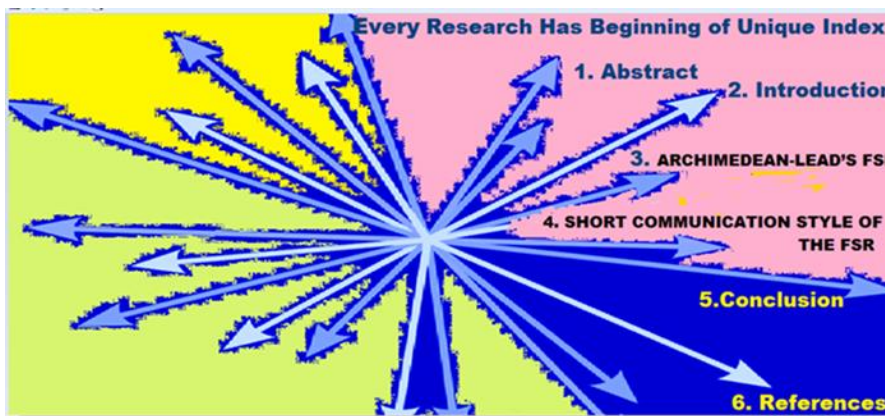 Every Research Has Beginning of Unique Index
1. Abstract
2. Introduction
3. ARCHIMEDEAN-LEAD'S FS
4. SHORT COMMUNICATION STYLE OF
THE FSR
5.Conclusion
6. References